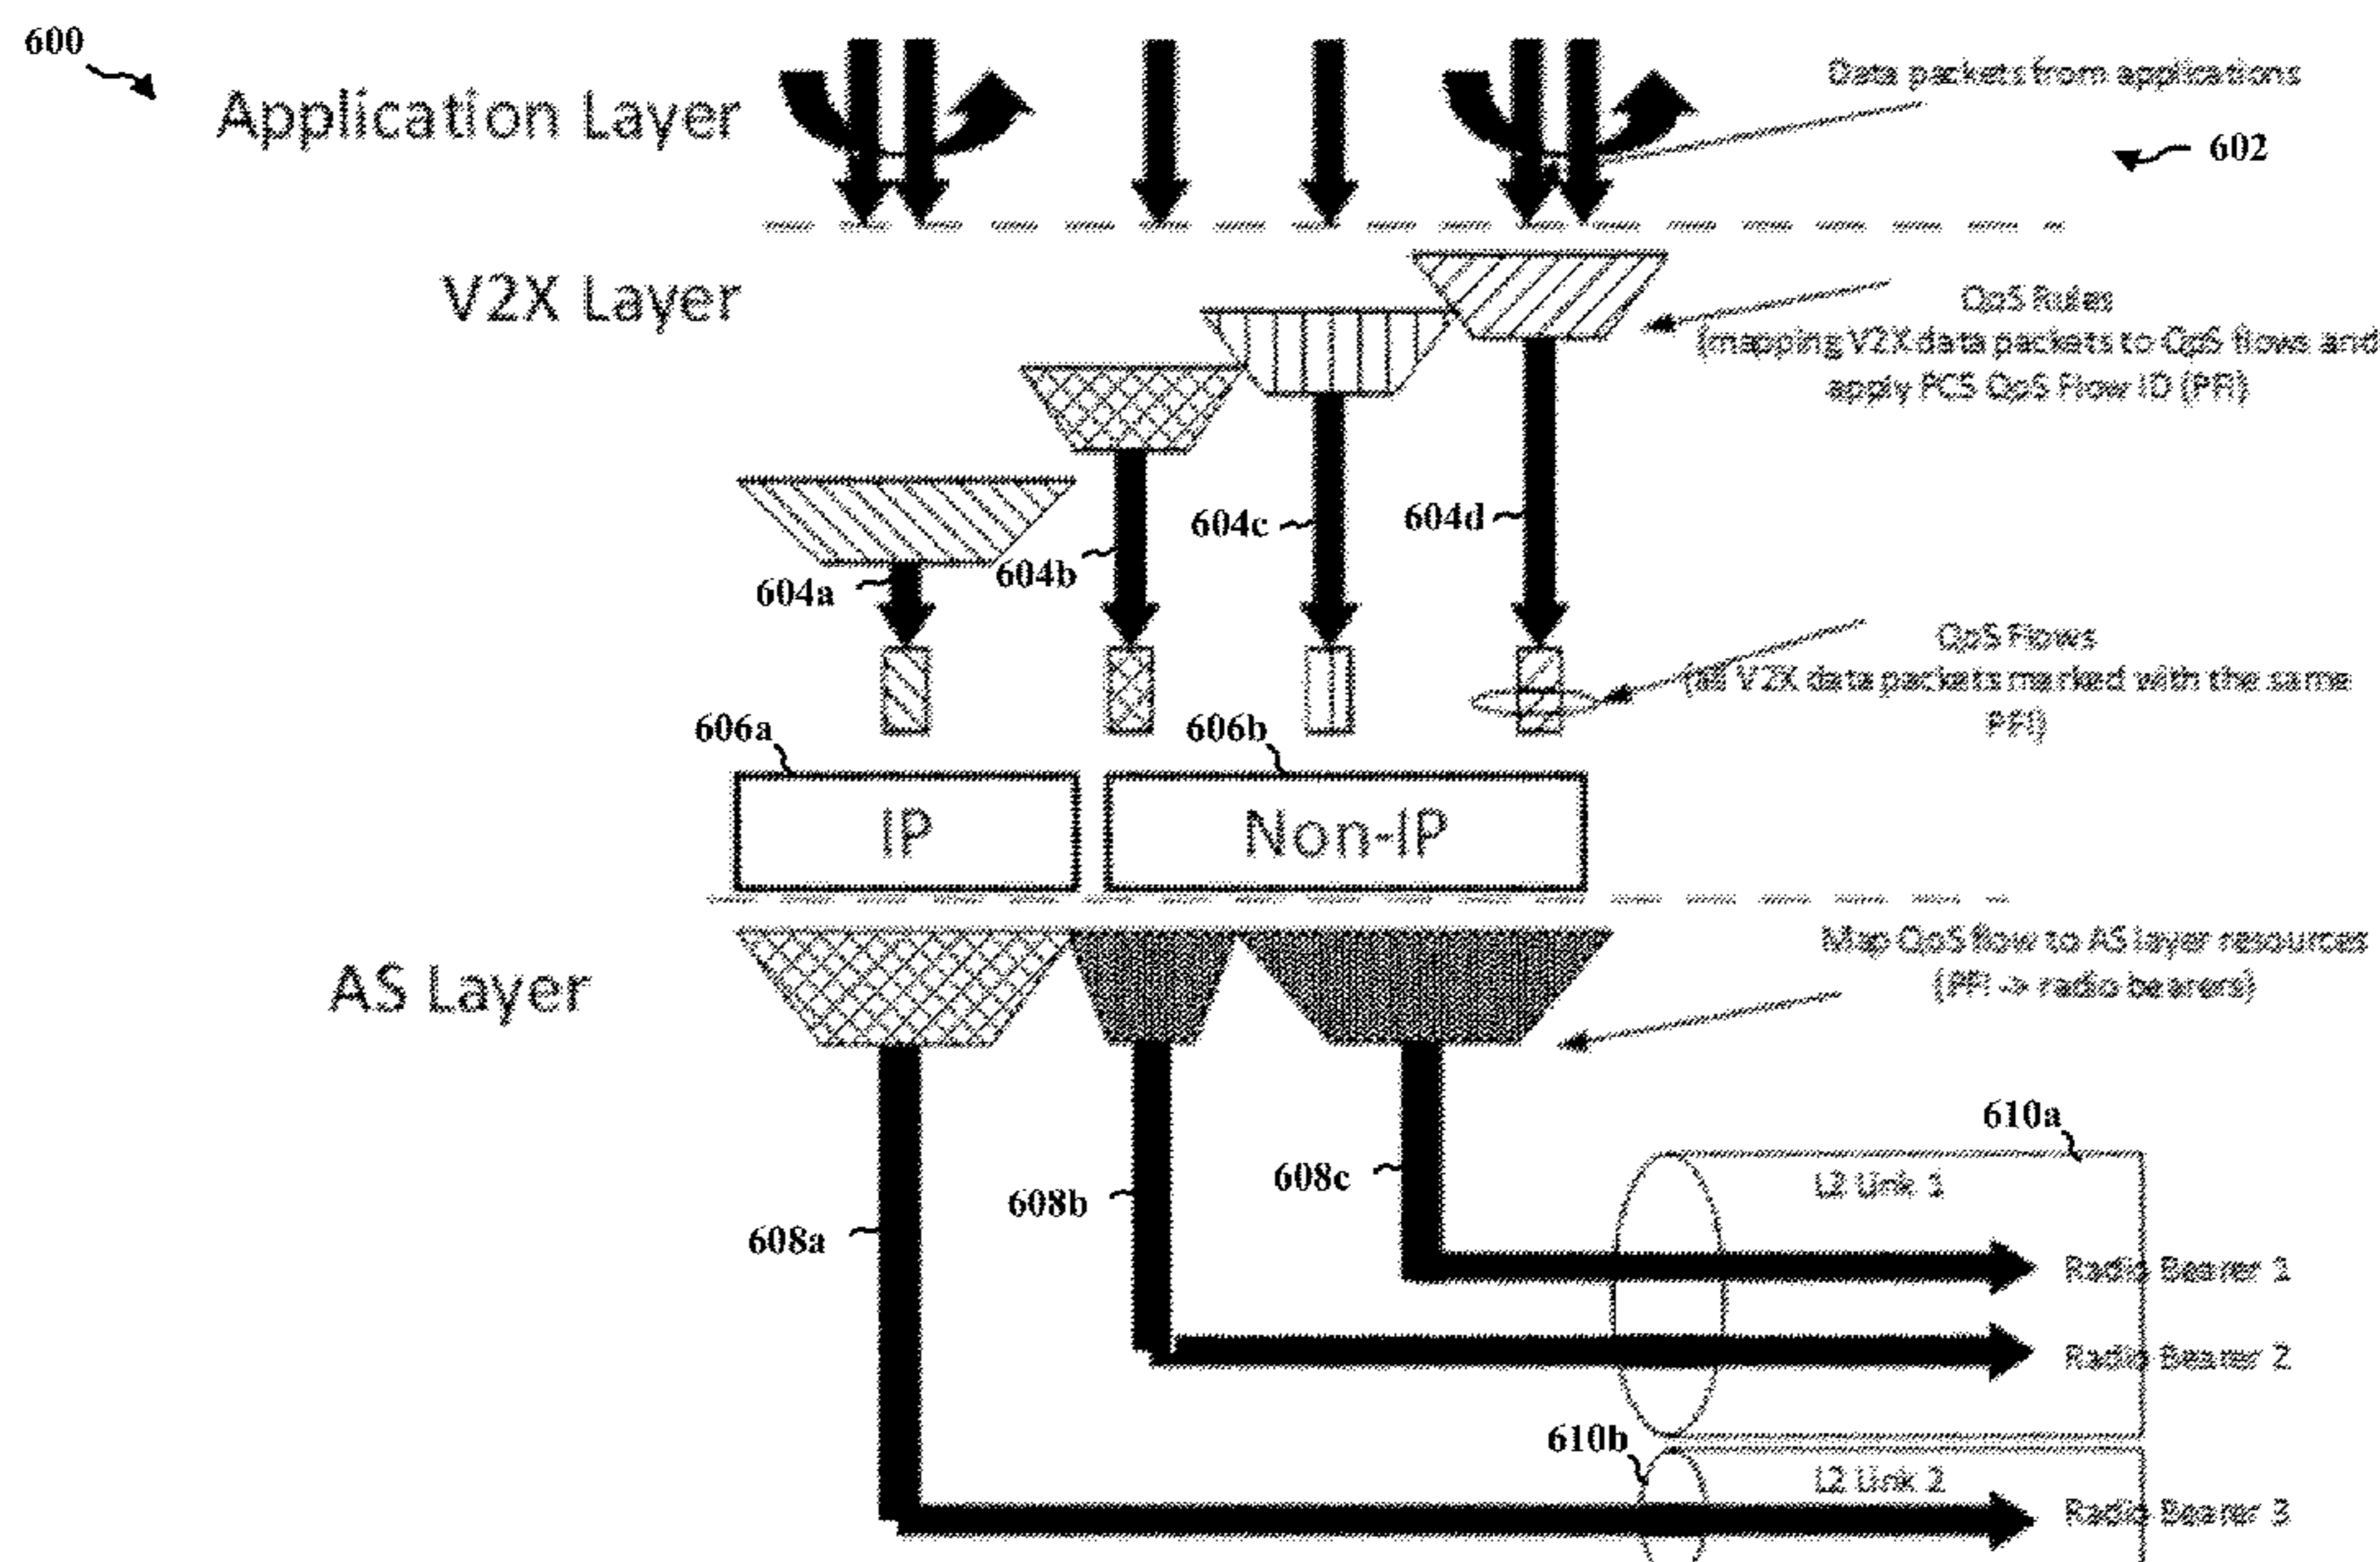 600
Application Layer
Data packets from applications
602
V2X Layer
QoS Rules
(mapping V2X data packets to QoS flows and
apply PC5 QoS Flow ID (PFI)
604a
604b
604c
604d
QoS Flows
(all V2X data packets marked with the same
PFI)
606a
606b
IP
Non-IP
AS Layer
Map QoS flow to AS layer resources
(PFI -> radio bearers)
610a
L2 Link 1
608a
608b
608c
Radio Bearer 1
Radio Bearer 2
610b
L2 Link 2
Radio Bearer 3